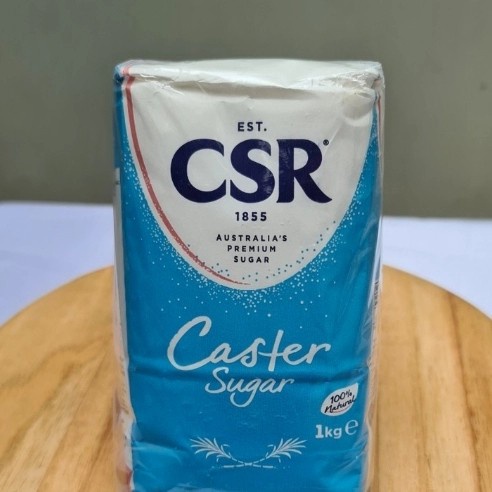 EST.
CSR®
1855
AUSTRALIA'S
PREMIUM
SUGAR
Caster
Sugar
100%
Natural
1kg e